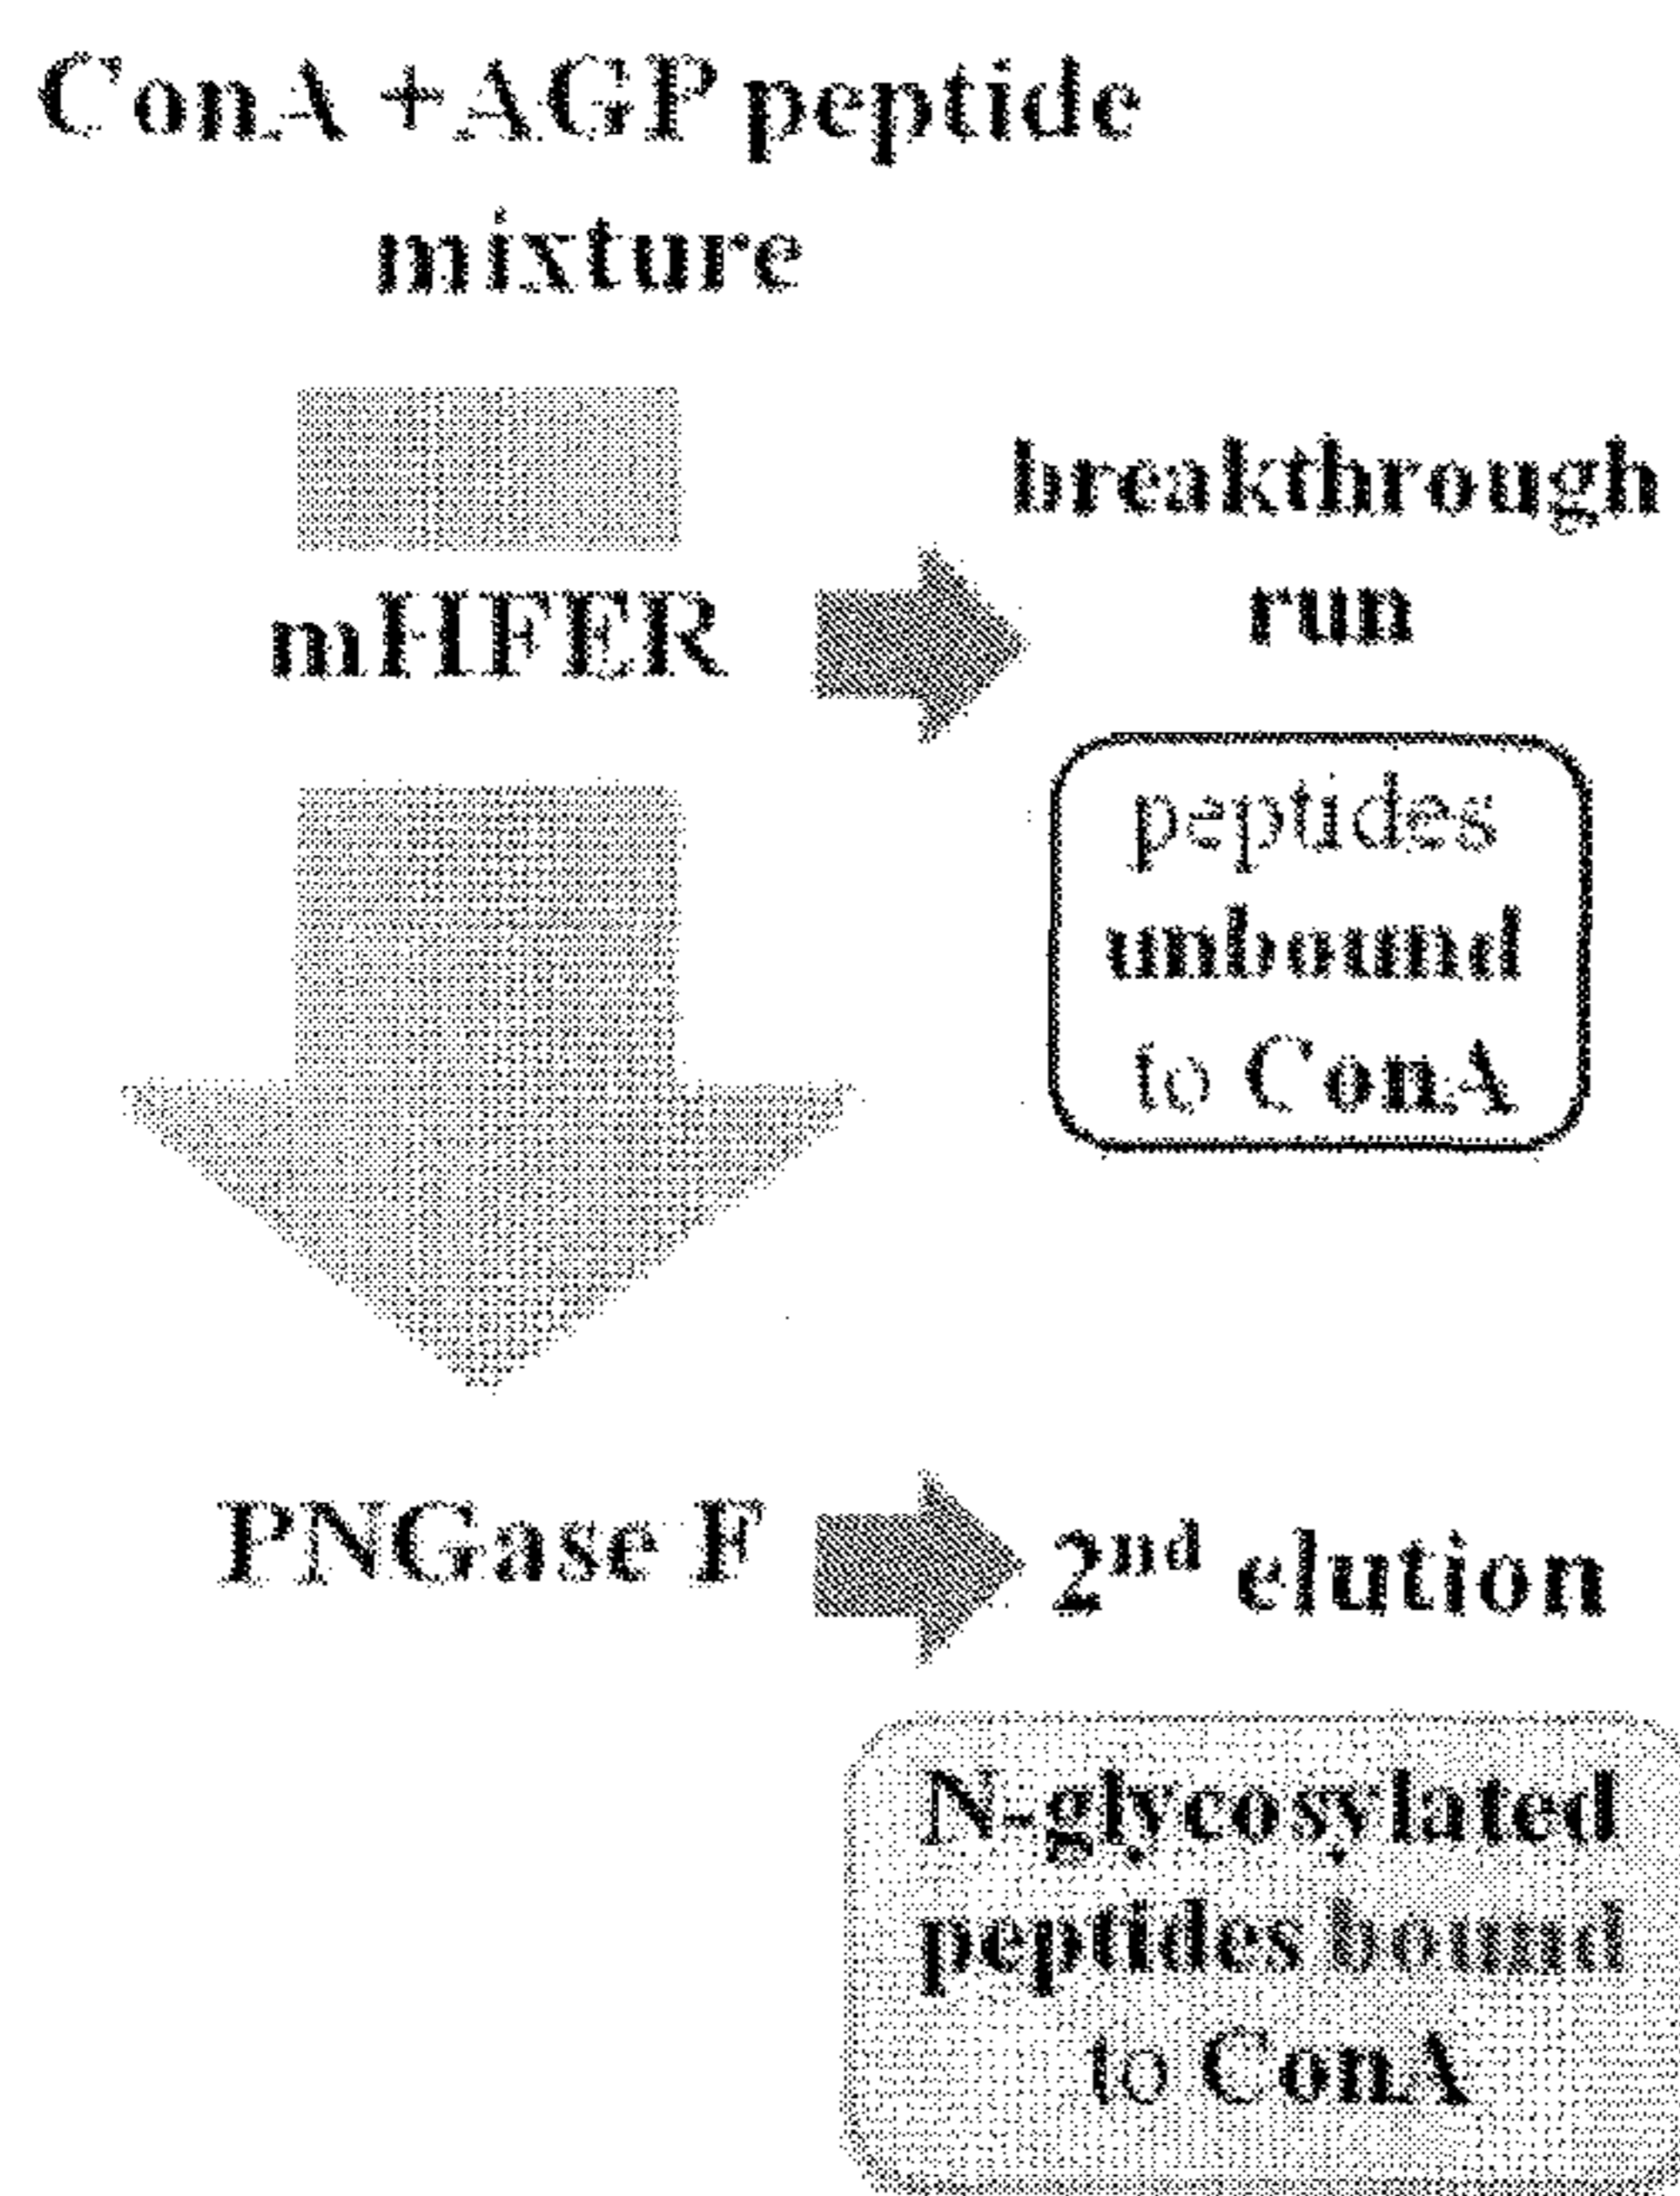 ConA +AGP peptide
mixture
mHFER
breakthrough
run
peptides
unbound
to ConA
PNGase F
2nd elution
N-glycosylated
peptides bound
to ConA